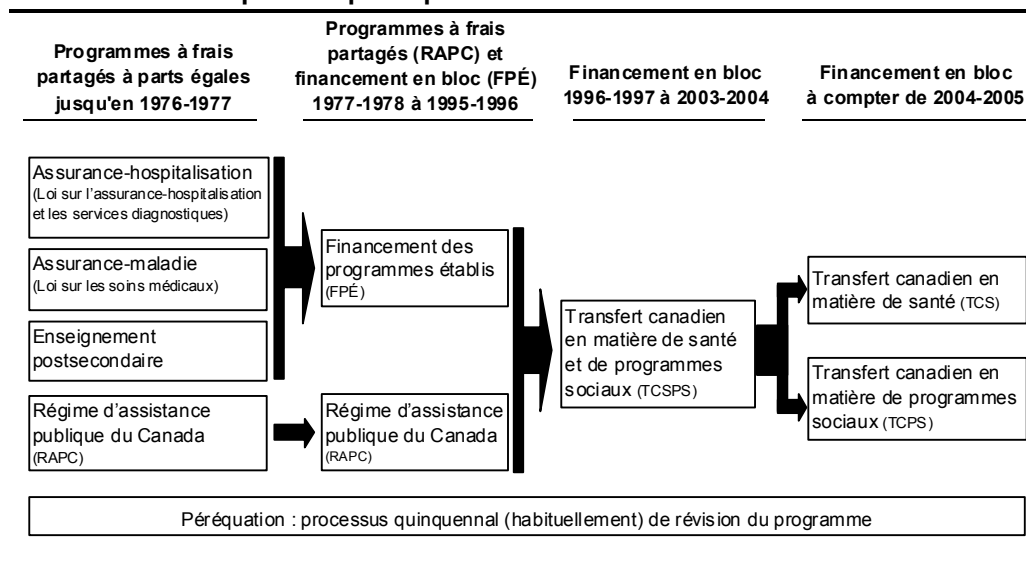 Programmes à frais
partagés à parts égales
jusqu'en 1976-1977
Programmes à frais
partagés (RAPC) et
financement en bloc (FPÉ)
1977-1978 à 1995-1996
Financement en bloc
1996-1997 à 2003-2004
Financement en bloc
à compter de 2004-2005
Assurance-hospitalisation
(Loi sur l'assurance-hospitalisation
et les services diagnostiques)
Assurance-maladie
(Loi sur les soins médicaux)
Enseignement
postsecondaire
Régime d'assistance
publique du Canada
(RAPC)
Financement des
programmes établis
(FPÉ)
Régime d'assistance
publique du Canada
(RAPC)
Transfert canadien
en matière de santé
et de programmes
sociaux (TCSPS)
Transfert canadien en
matière de santé (TCS)
Transfert canadien en
matière de programmes
sociaux (TCPS)
Péréquation : processus quinquennal (habituellement) de révision du programme